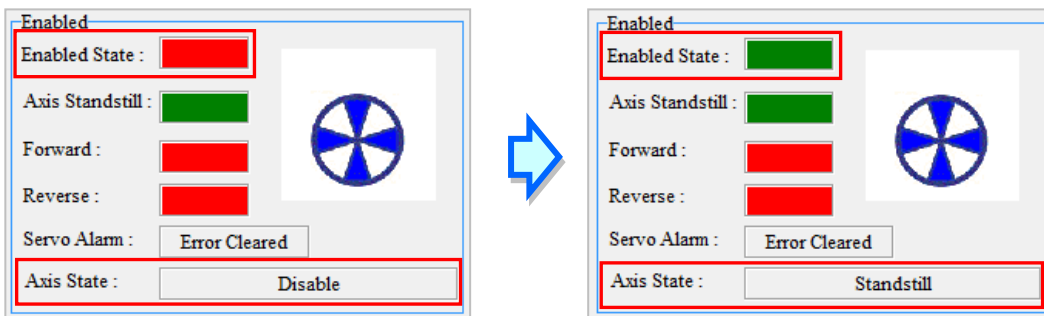 Enabled
Enabled State :
Axis Standstill :
Forward :
Reverse :
Servo Alarm : Error Cleared
Axis State : Disable
Enabled
Enabled State :
Axis Standstill :
Forward :
Reverse :
Servo Alarm : Error Cleared
Axis State : Standstill